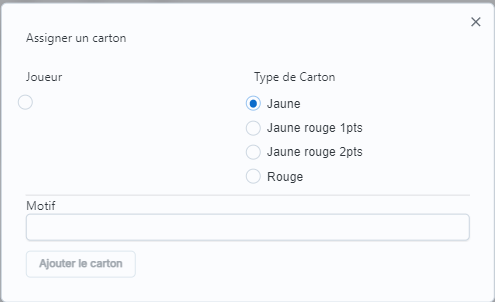 Assigner un carton
Joueur
Type de Carton
Jaune
Jaune rouge 1pts
Jaune rouge 2pts
Rouge
Motif
Ajouter le carton